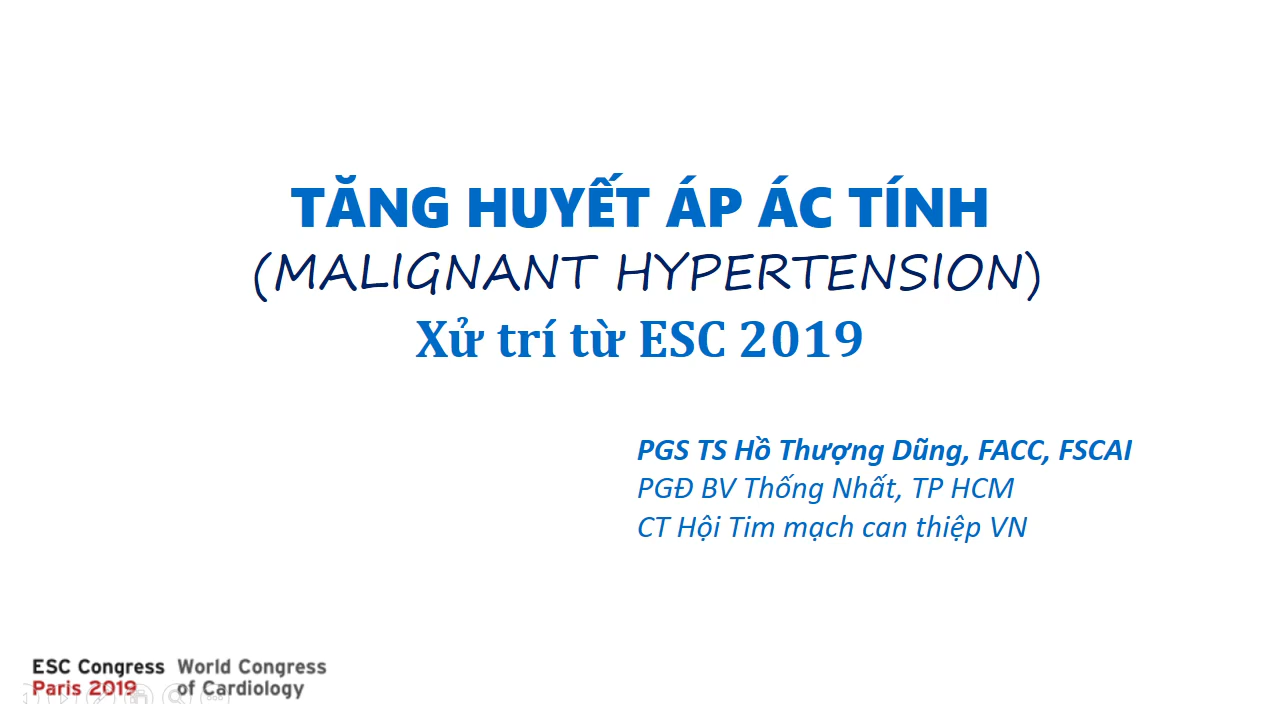 TĂNG HUYẾT ÁP ÁC TÍNH
(MALIGNANT HYPERTENSION)
Xử trí từ ESC 2019
PGS TS Hồ Thượng Dũng, FACC, FSCAI
PGĐ BV Thống Nhất, TP HCM
CT Hội Tim mạch can thiệp VN
ESC Congress World Congress
Paris 2019 of Cardiology